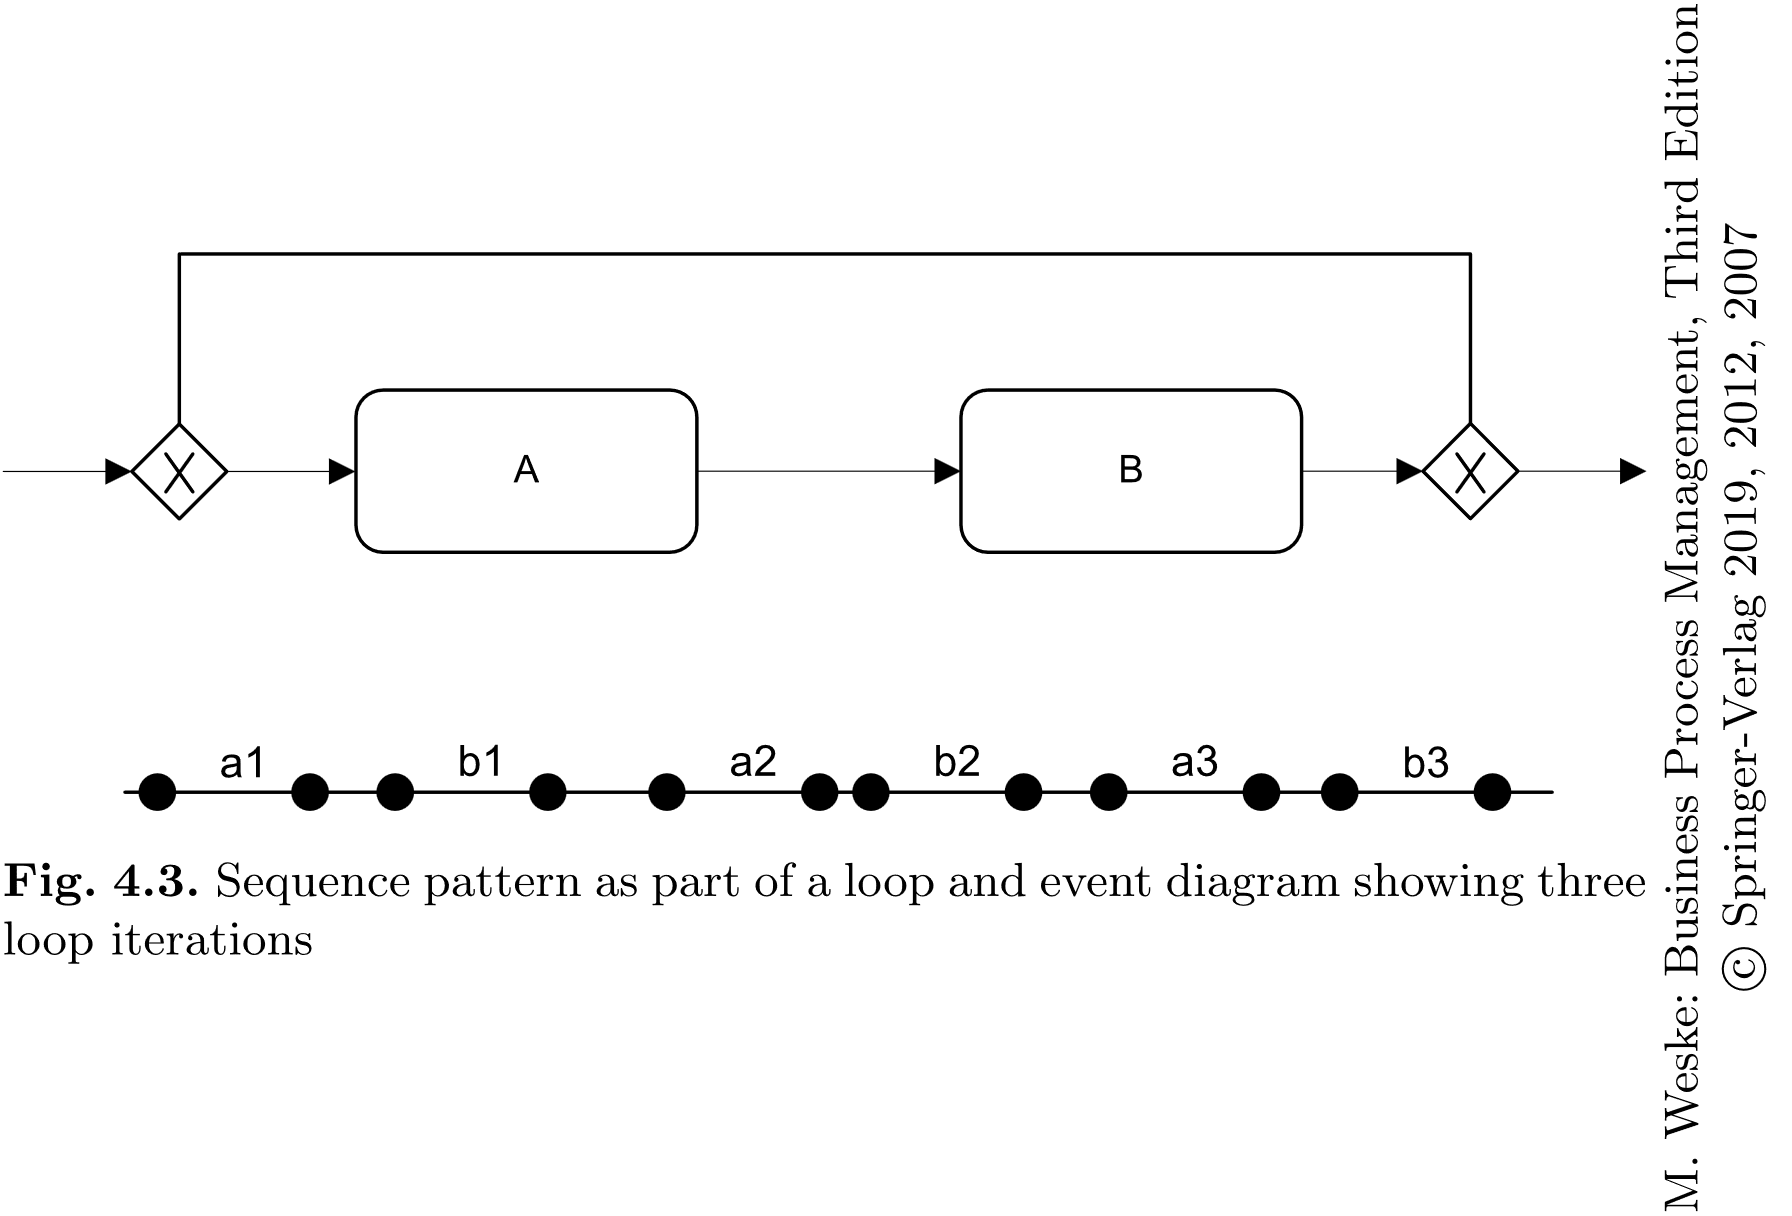 X
A
B
X
a1 b1 a2 b2 a3 b3
Fig. 4.3. Sequence pattern as part of a loop and event diagram showing three
loop iterations
M. Weske: Business Process Management, Third Edition
© Springer-Verlag 2019, 2012, 2007